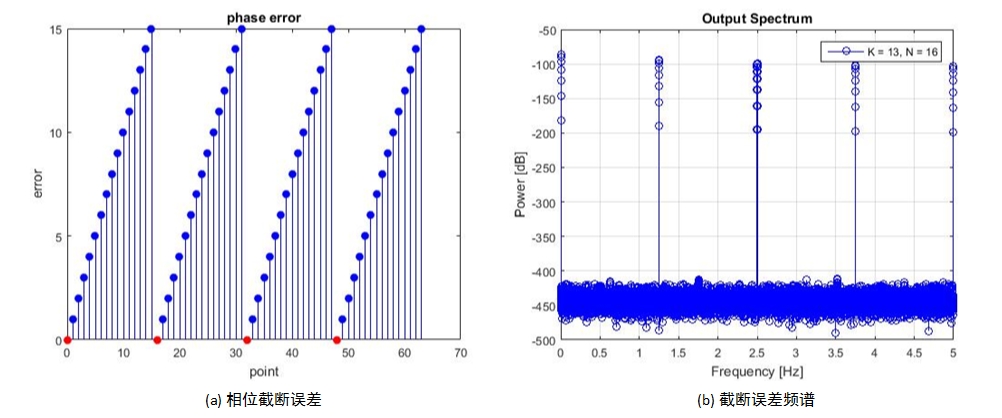 phase error
15
10
5
0
error
0 10 20 30 40 50 60 70
point
(a) 相位截断误差
Output Spectrum
K = 13, N = 16
-50
-100
-150
-200
-250
-300
-350
-400
-450
-500
Power [dB]
0 0.5 1 1.5 2 2.5 3 3.5 4 4.5 5
Frequency [Hz]
(b) 截断误差频谱